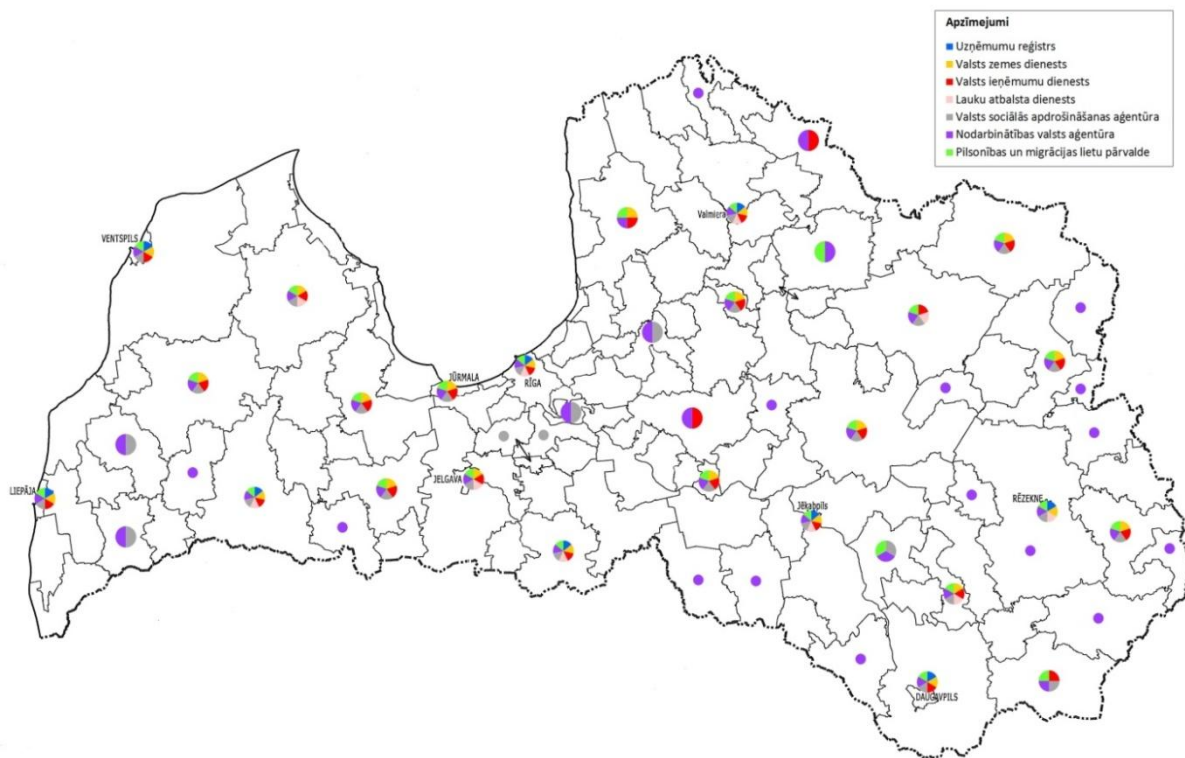 Apzīmejumi
Uzņēmumu reģistrs
Valsts zemes dienests
Valsts ieņēmumu dienests
Lauku atbalsta dienests
Valsts sociālās apdrošināšanas aģentūra
Nodarbinātības valsts aģentūra
Pilsonības un migrācijas lietu pārvalde
Valmiera
VENTSPILS
JŪRMALA
RĪGA
LIEPĀJA
JELGAVA
Jēkabpils
RĒZEKNE
DAUGAVPILS